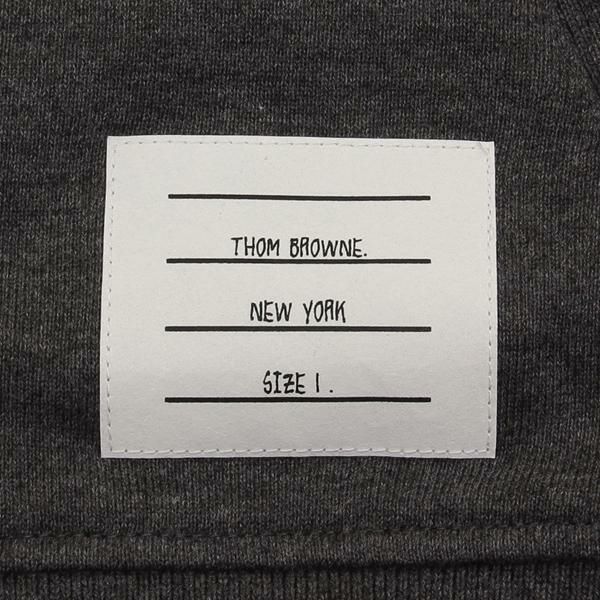 THOM BROWNE.
NEW YORK
SIZE 1.